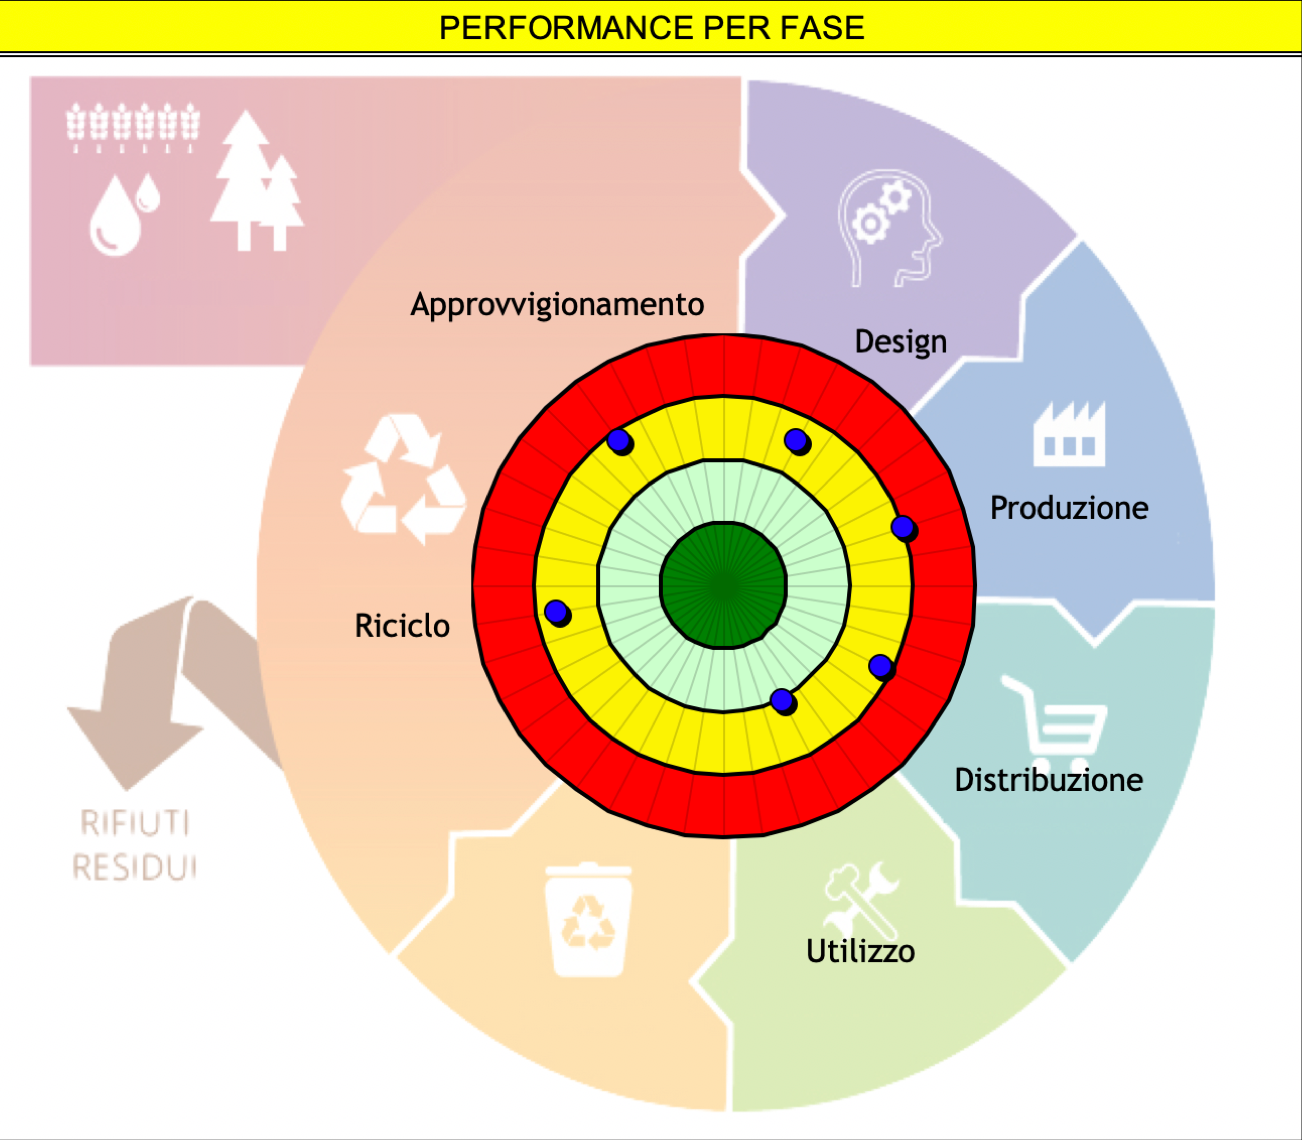 PERFORMANCE PER FASE
Approvvigionamento
Design
Produzione
Riciclo
Distribuzione
RIFIUTI
RESIDUI
Utilizzo